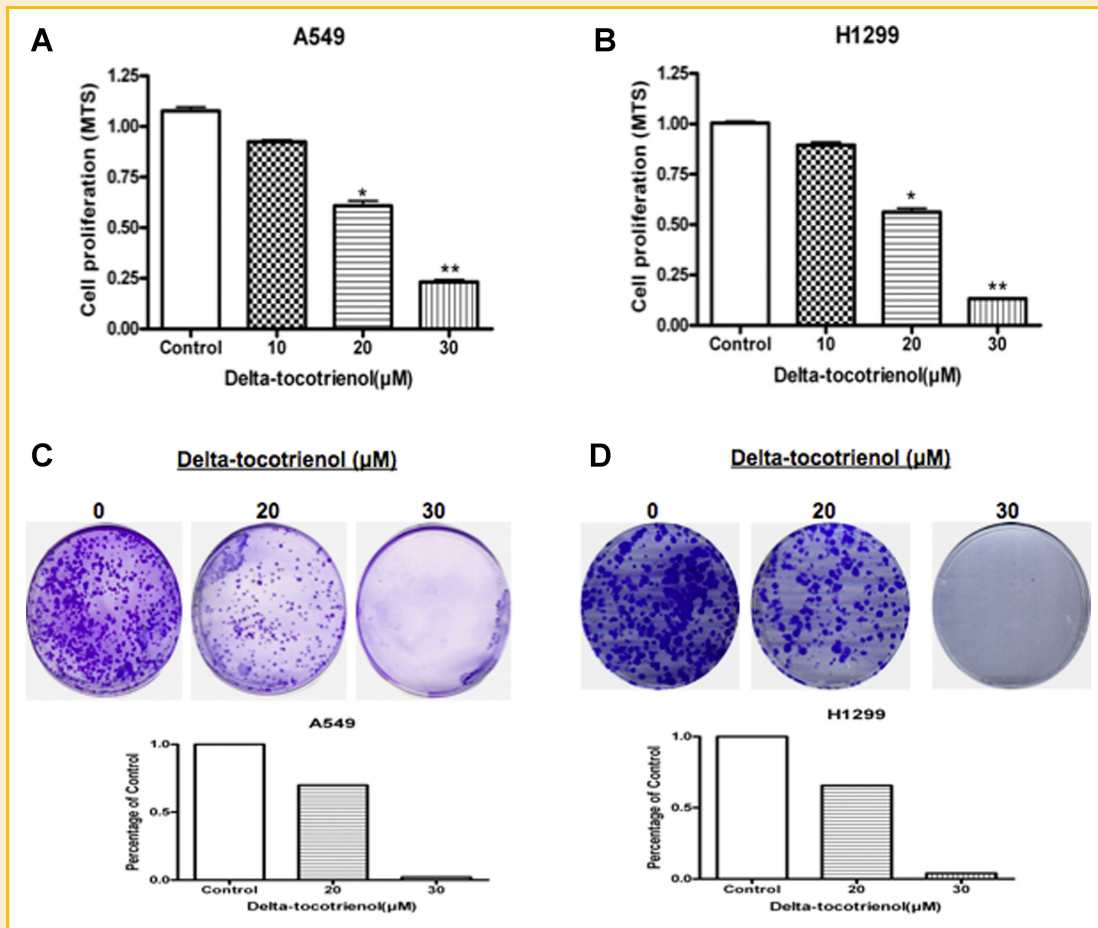 A
A549
Cell proliferation (MTS)
1.25
1.00
0.75
0.50
0.25
0.00
*
**
Control 10 20 30
Delta-tocotrienol(µM)
B
H1299
Cell proliferation (MTS)
1.25
1.00
0.75
0.50
0.25
0.00
*
**
Control 10 20 30
Delta-tocotrienol(µM)
C
Delta-tocotrienol (µM)
0 20 30
A549
Percentage of Control
1.0
0.5
0.0
Control 20 30
Delta-tocotrienol(µM)
D
Delta-tocotrienol (µM)
0 20 30
H1299
Percentage of Control
1.0
0.5
0.0
Control 20 30
Delta-tocotrienol(µM)